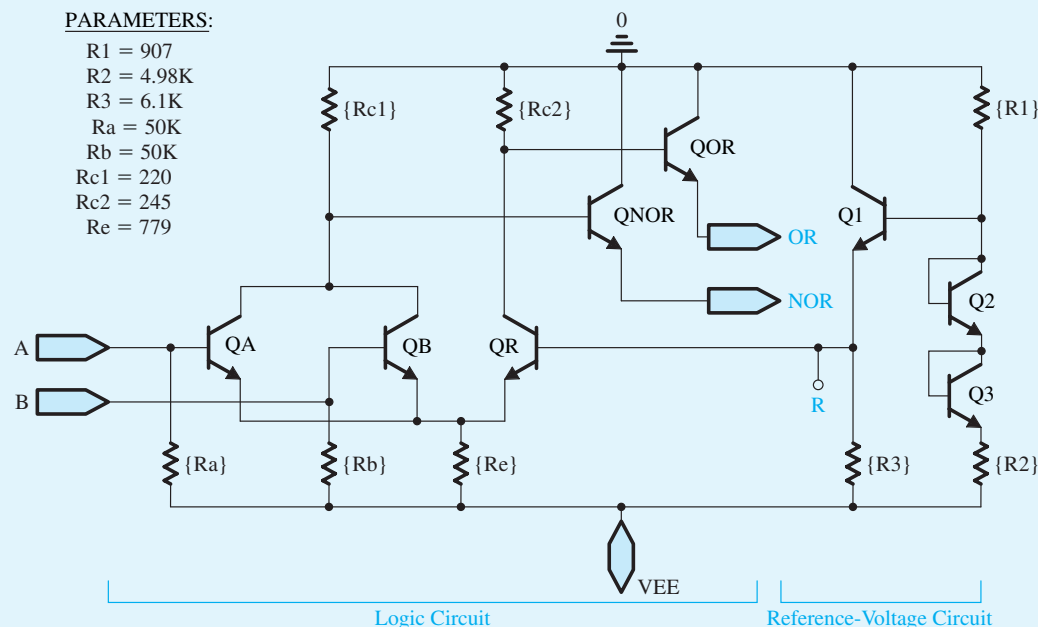 PARAMETERS:
R1 = 907
R2 = 4.98K
R3 = 6.1K
Ra = 50K
Rb = 50K
Rc1 = 220
Rc2 = 245
Re = 779
0
{Rc1}
{Rc2}
{R1}
QOR
QNOR
Q1
OR
NOR
Q2
A
QA
QB
QR
Q3
B
R
{Ra}
{Rb}
{Re}
{R3}
{R2}
VEE
Logic Circuit
Reference-Voltage Circuit